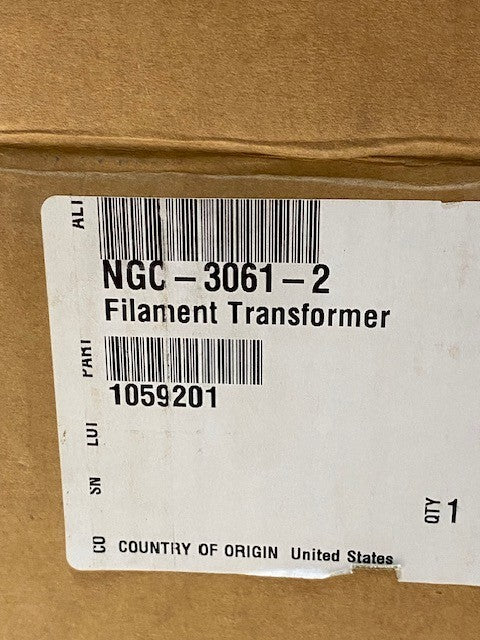 ALT
NGC-3061-2
Filament Transformer
PART
1059201
LOT
SN
QTY 1
CO COUNTRY OF ORIGIN United States